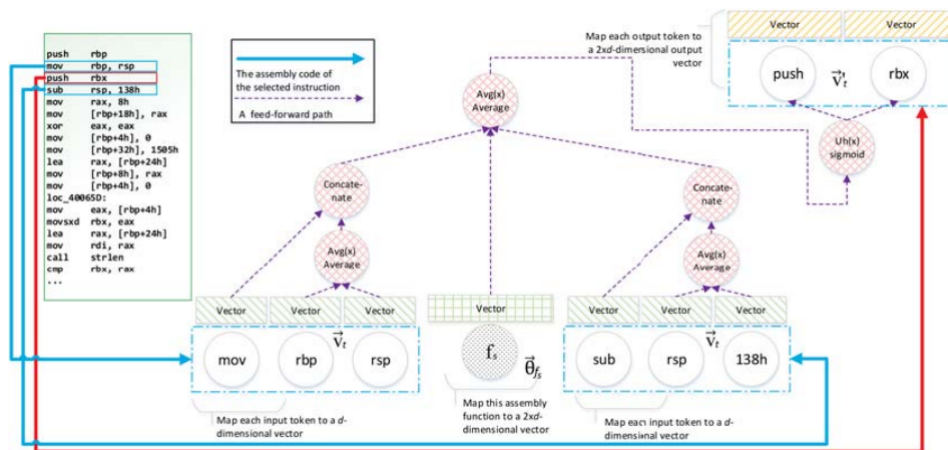 push rbp
mov rbp, rsp
push rbx
sub rsp, 138h
mov rax, 8h
mov [rbp+18h], rax
xor eax, eax
mov [rbp+4h], 0
mov [rbp+32h], 1505h
lea rax, [rbp+24h]
mov [rbp+8h], rax
mov [rbp+4h], 0
loc_40065D:
mov eax, [rbp+4h]
movsxd rbx, eax
lea rax, [rbp+24h]
mov rdi, rax
call strlen
cmp rbx, rax
...
The assembly code of
the selected instruction
A feed-forward path
Avg(x)
Average
Map each output token to
a 2xd-dimensional output
vector
Vector
Vector
push
v⃗'t
rbx
Uh(x)
sigmoid
Concate-
nate
Avg(x)
Average
Concate-
nate
Avg(x)
Average
Vector
Vector
Vector
v⃗t
mov
rbp
rsp
Map each input token to a d-
dimensional vector
Vector
fs
θ⃗fs
Map this assembly
function to a 2xd-
dimensional vector
Vector
Vector
Vector
v⃗t
sub
rsp
138h
Map each input token to a d-
dimensional vector